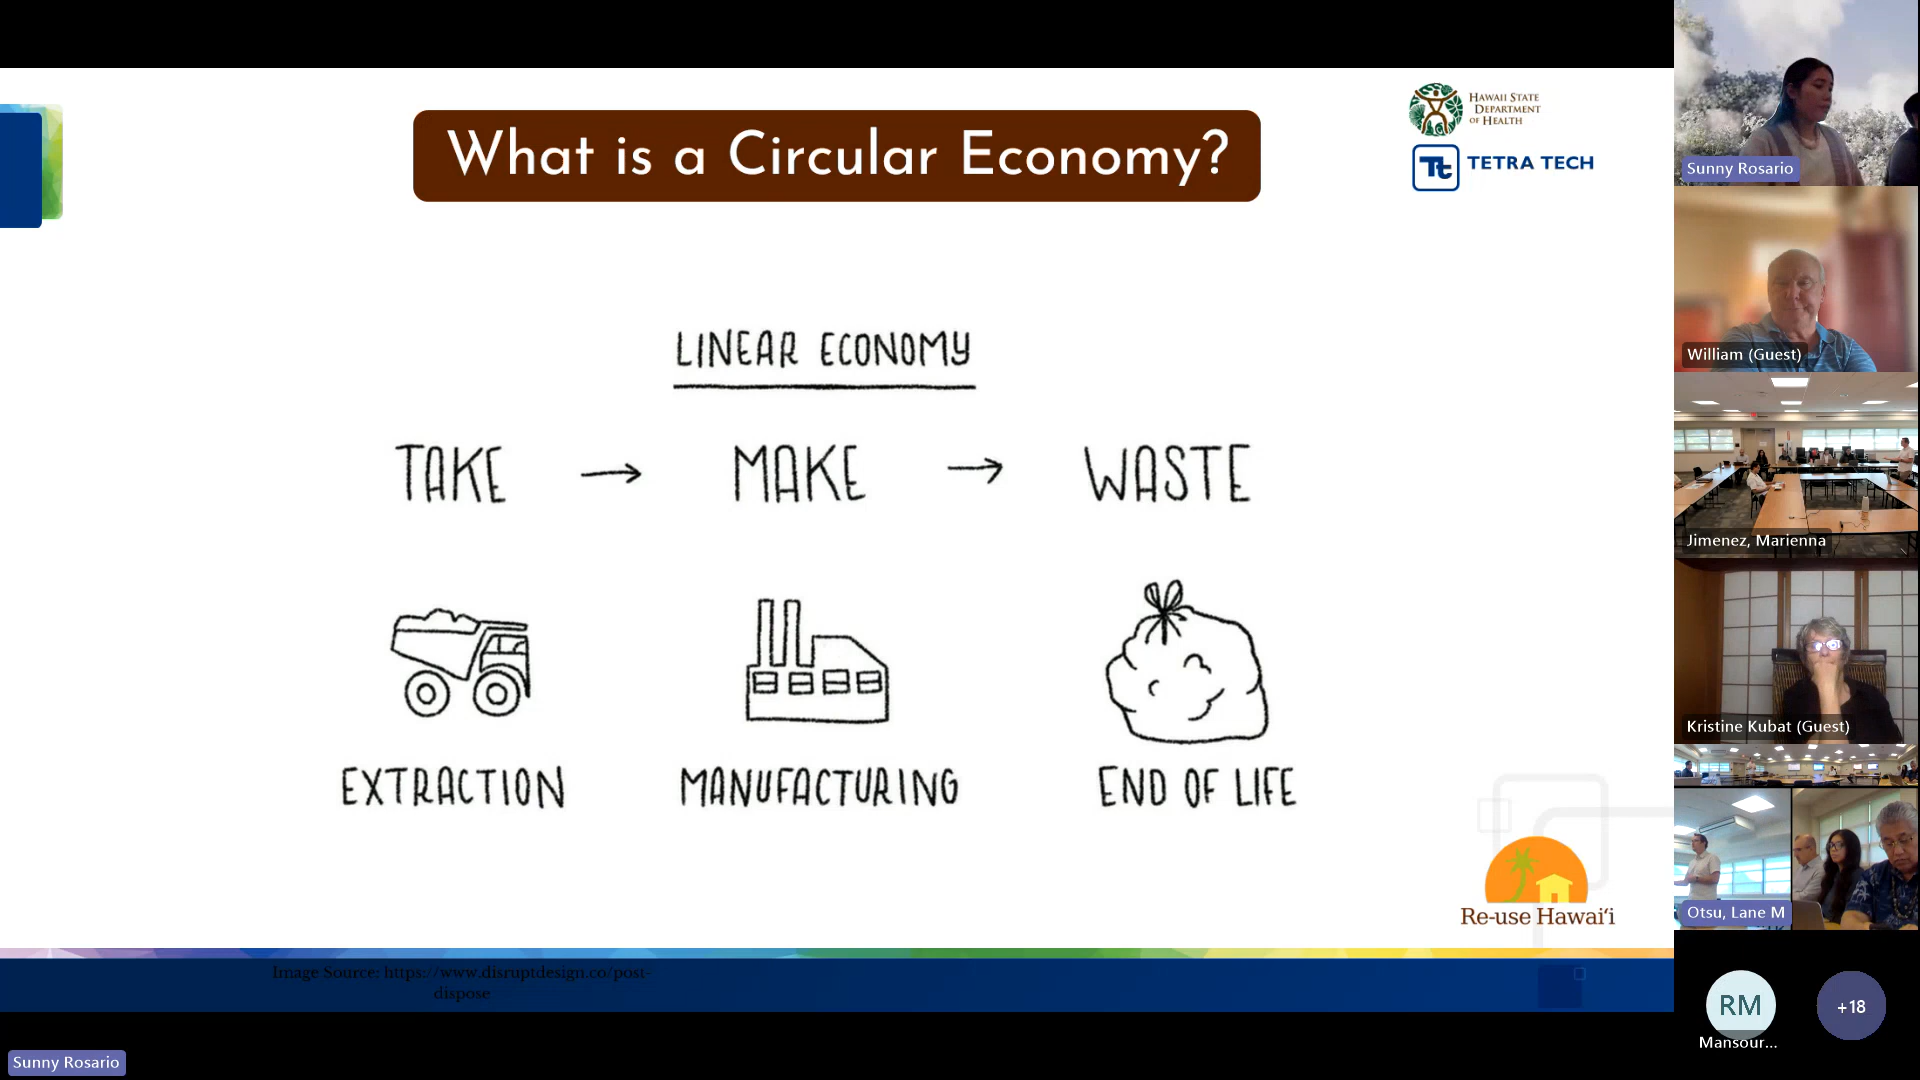 What is a Circular Economy?
HAWAII STATE
DEPARTMENT
OF HEALTH
Tt
TETRA TECH
LINEAR ECONOMY
TAKE → MAKE → WASTE
EXTRACTION MANUFACTURING END OF LIFE
Re-use Hawai‘i
Image Source: https://www.disruptdesign.co/post-
dispose
Sunny Rosario
Sunny Rosario
William (Guest)
Jimenez, Marienna
Kristine Kubat (Guest)
Otsu, Lane M
RM
+18
Mansour...